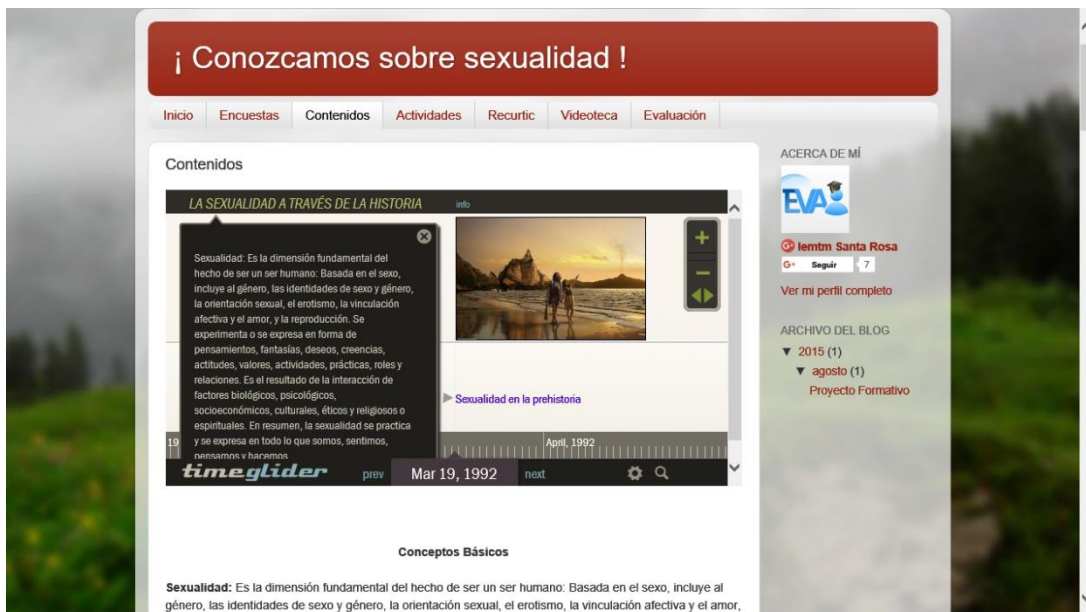 ¡ Conozcamos sobre sexualidad !
Inicio Encuestas Contenidos Actividades Recurtic Videoteca Evaluación
Contenidos
LA SEXUALIDAD A TRAVÉS DE LA HISTORIA info
Sexualidad: Es la dimensión fundamental del
hecho de ser un ser humano: Basada en el sexo,
incluye al género, las identidades de sexo y género,
la orientación sexual, el erotismo, la vinculación
afectiva y el amor, y la reproducción. Se
experimenta o se expresa en forma de
pensamientos, fantasías, deseos, creencias,
actitudes, valores, actividades, prácticas, roles y
relaciones. Es el resultado de la interacción de
factores biológicos, psicológicos,
socioeconómicos, culturales, éticos y religiosos o
espirituales. En resumen, la sexualidad se practica
y se expresa en todo lo que somos, sentimos,
pensamos y hacemos
Sexualidad en la prehistoria
19 April, 1992
timeglider prev Mar 19, 1992 next
Conceptos Básicos
Sexualidad: Es la dimensión fundamental del hecho de ser un ser humano: Basada en el sexo, incluye al
género, las identidades de sexo y género, la orientación sexual, el erotismo, la vinculación afectiva y el amor,
ACERCA DE MÍ
EVA
G+ Iemtm Santa Rosa
G+ Seguir 7
Ver mi perfil completo
ARCHIVO DEL BLOG
▼ 2015 (1)
▼ agosto (1)
Proyecto Formativo